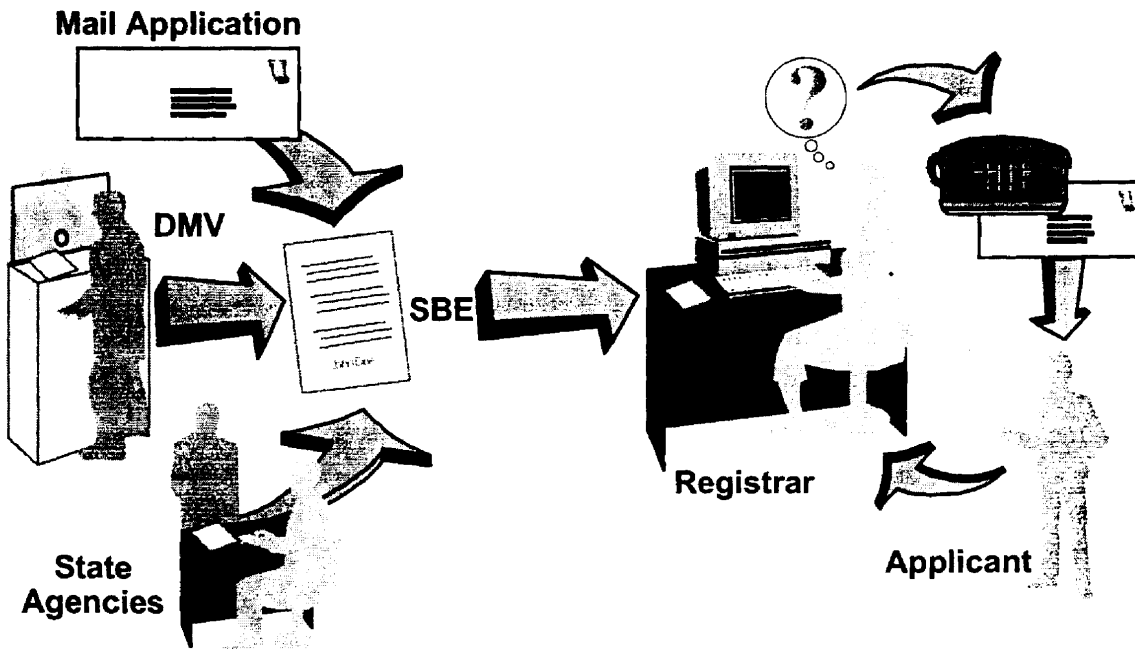 Mail Application
?
DMV
SBE
State
Agencies
Registrar
Applicant